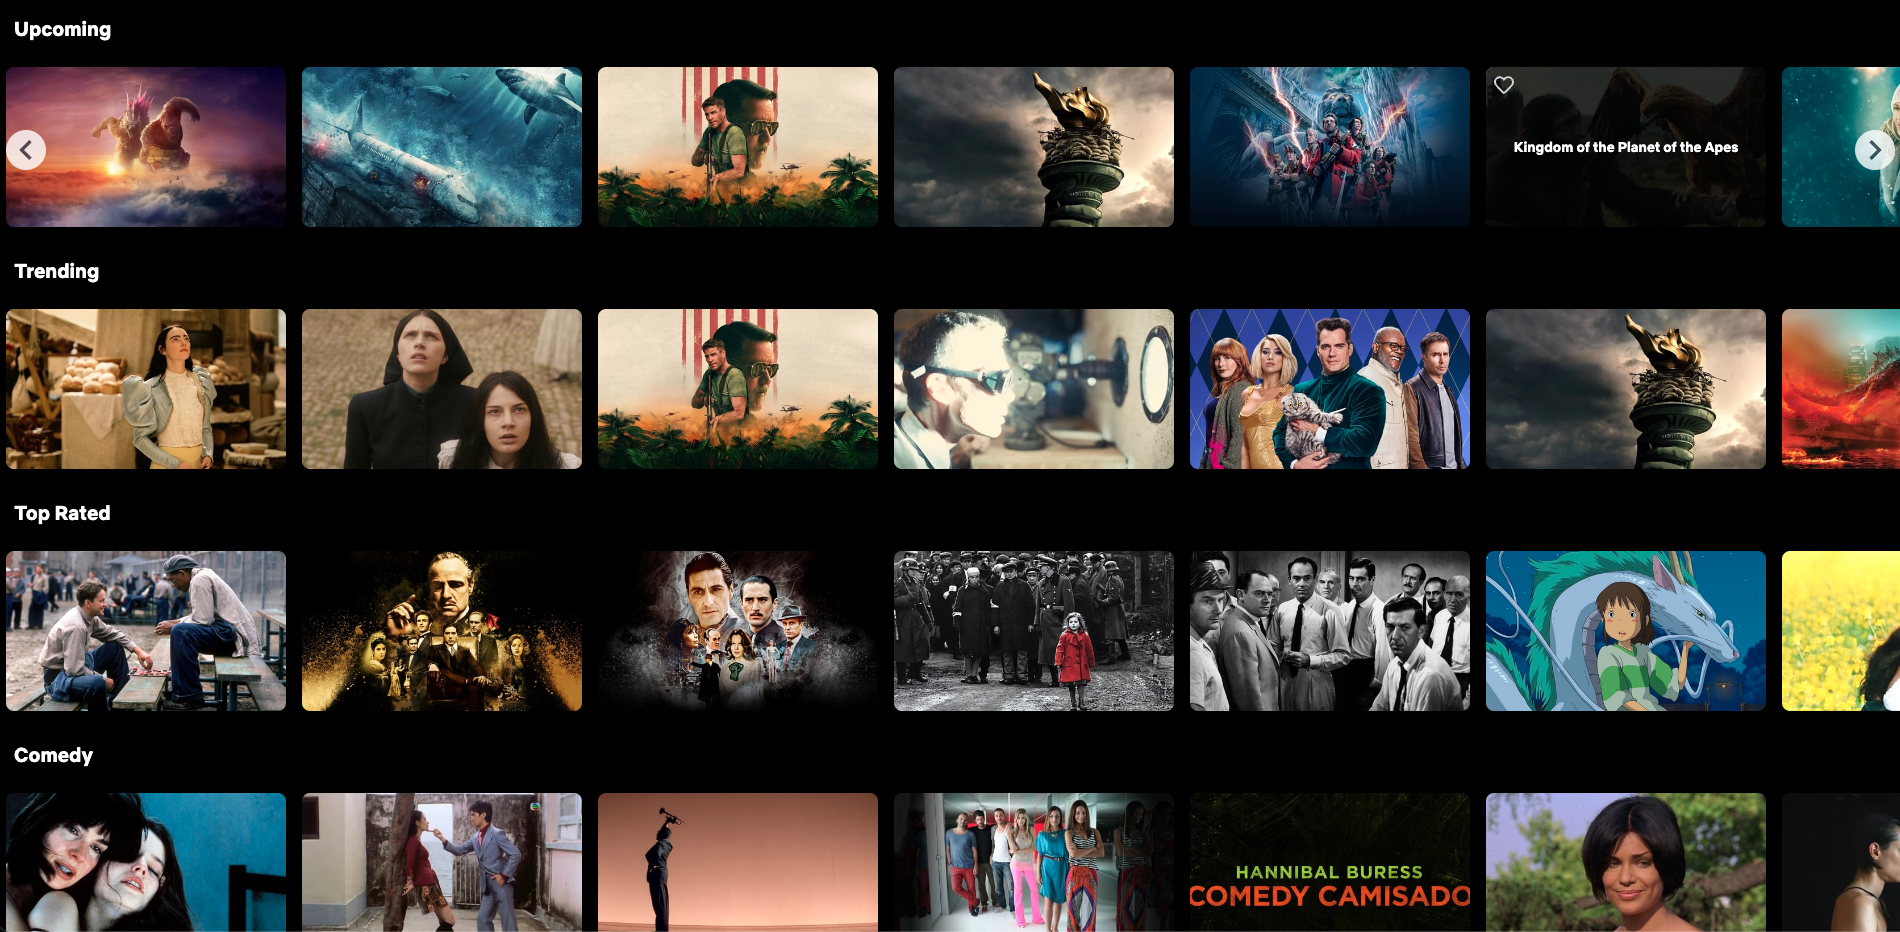 Upcoming
Kingdom of the Planet of the Apes
Trending
Top Rated
Comedy
HANNIBAL BURESS
COMEDY CAMISADO